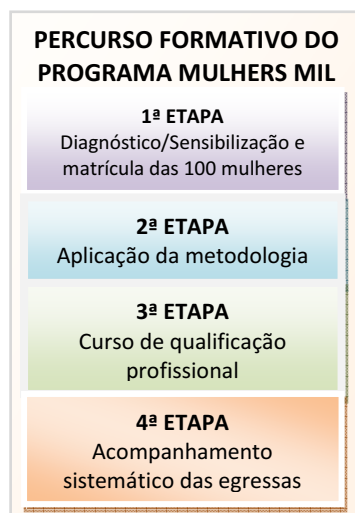 PERCURSO FORMATIVO DO
PROGRAMA MULHERS MIL
1ª ETAPA
Diagnóstico/Sensibilização e
matrícula das 100 mulheres
2ª ETAPA
Aplicação da metodologia
3ª ETAPA
Curso de qualificação
profissional
4ª ETAPA
Acompanhamento
sistemático das egressas